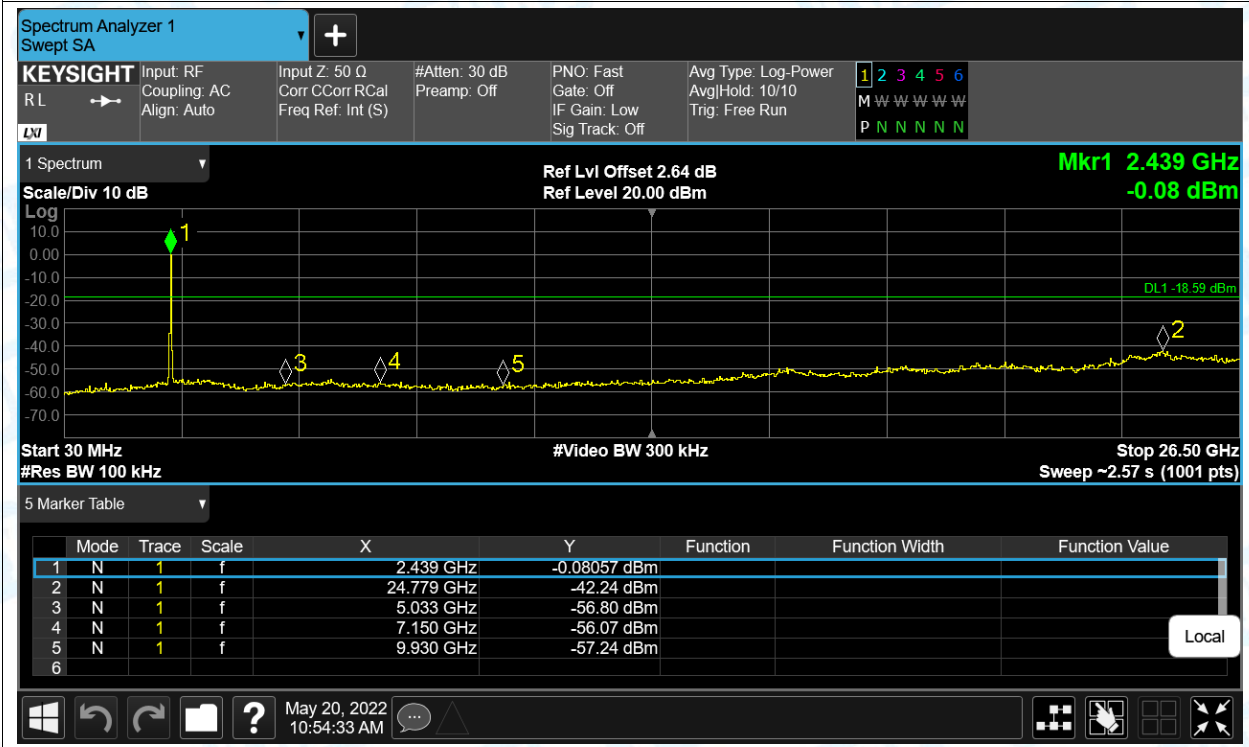 Spectrum Analyzer 1
Swept SA
KEYSIGHT
R L
LXI
Input: RF
Coupling: AC
Align: Auto
Input Z: 50 Ω
Corr CCorr RCal
Freq Ref: Int (S)
#Atten: 30 dB
Preamp: Off
PNO: Fast
Gate: Off
IF Gain: Low
Sig Track: Off
Avg Type: Log-Power
Avg|Hold: 10/10
Trig: Free Run
1 2 3 4 5 6
M W W W W W
P N N N N N
1 Spectrum
Scale/Div 10 dB
Ref Lvl Offset 2.64 dB
Ref Level 20.00 dBm
Mkr1 2.439 GHz
-0.08 dBm
Log
10.0
0.00
-10.0
-20.0
-30.0
-40.0
-50.0
-60.0
-70.0
1
DL1 -18.59 dBm
2
3
4
5
Start 30 MHz
#Res BW 100 kHz
#Video BW 300 kHz
Stop 26.50 GHz
Sweep ~2.57 s (1001 pts)
5 Marker Table
Mode Trace Scale X Y Function Function Width Function Value
1 N 1 f 2.439 GHz -0.08057 dBm
2 N 1 f 24.779 GHz -42.24 dBm
3 N 1 f 5.033 GHz -56.80 dBm
4 N 1 f 7.150 GHz -56.07 dBm
5 N 1 f 9.930 GHz -57.24 dBm
6
Local
?
May 20, 2022
10:54:33 AM